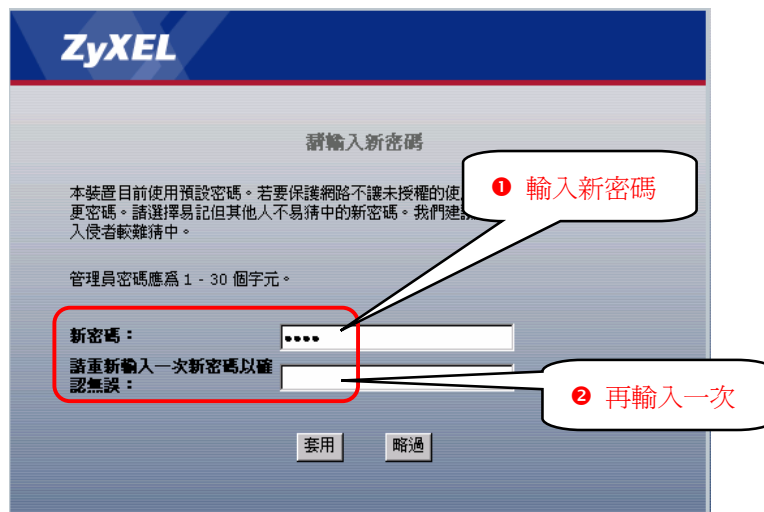 ZyXEL
請輸入新密碼
本裝置目前使用預設密碼。若要保護網路不讓未授權的使
更密碼。請選擇易記但其他人不易猜中的新密碼。我們建
入侵者較難猜中。
管理員密碼應為 1 - 30 個字元。
新密碼：
請重新輸入一次新密碼以確
認無誤：
套用 略過
❶ 輸入新密碼
❷ 再輸入一次